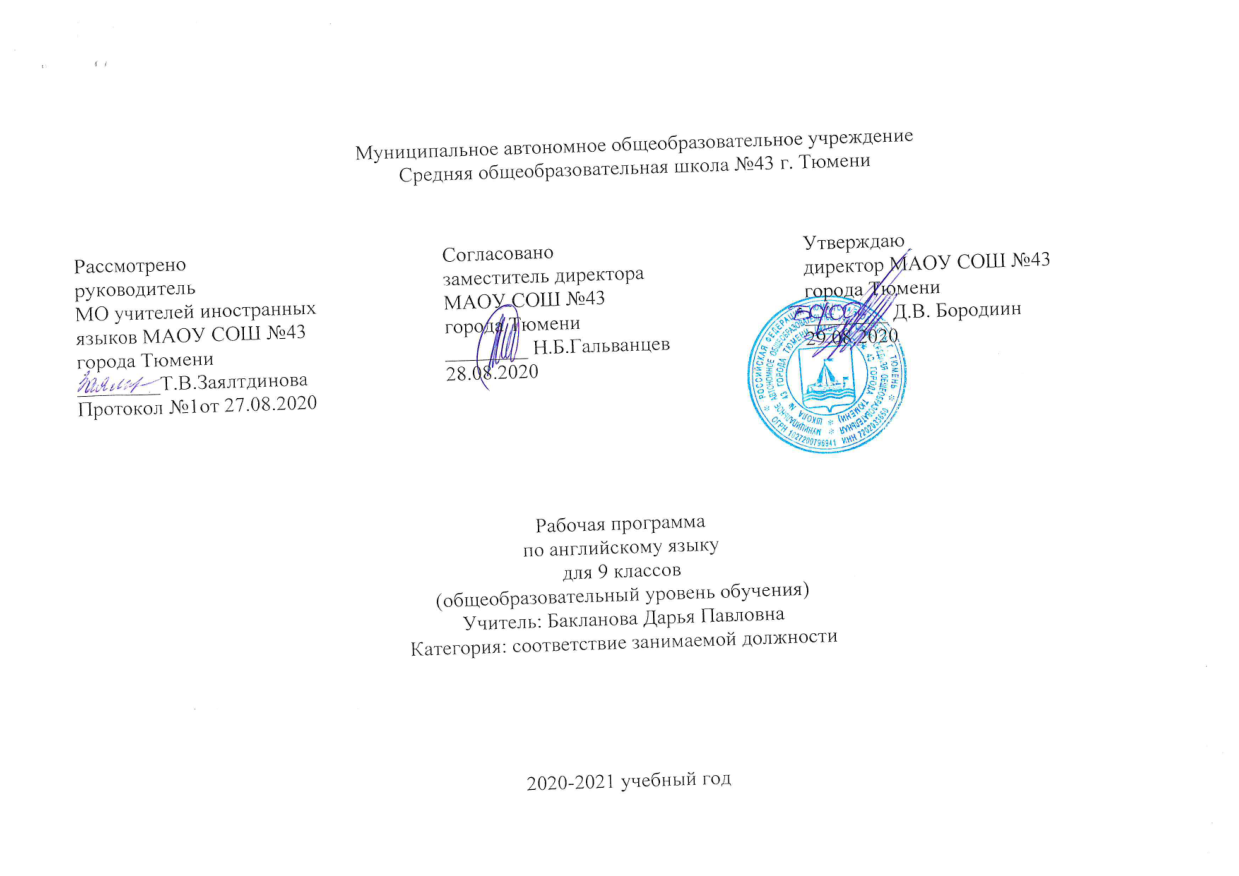 Муниципальное автономное общеобразовательное учреждение
Средняя общеобразовательная школа №43 г. Тюмени
Рассмотрено
руководитель
МО учителей иностранных
языков МАОУ СОШ №43
города Тюмени
Т.В.Заялтдинова
Протокол №1от 27.08.2020
Согласовано
заместитель директора
МАОУ СОШ №43
города Тюмени
Н.Б.Гальванцев
28.08.2020
Утверждаю
директор МАОУ СОШ №43
города Тюмени
Д.В. Бородиин
29.08.2020
РОССИЙСКАЯ ФЕДЕРАЦИЯ
Рабочая программа
по английскому языку
для 9 классов
(общеобразовательный уровень обучения)
Учитель: Бакланова Дарья Павловна
Категория: соответствие занимаемой должности
2020-2021 учебный год